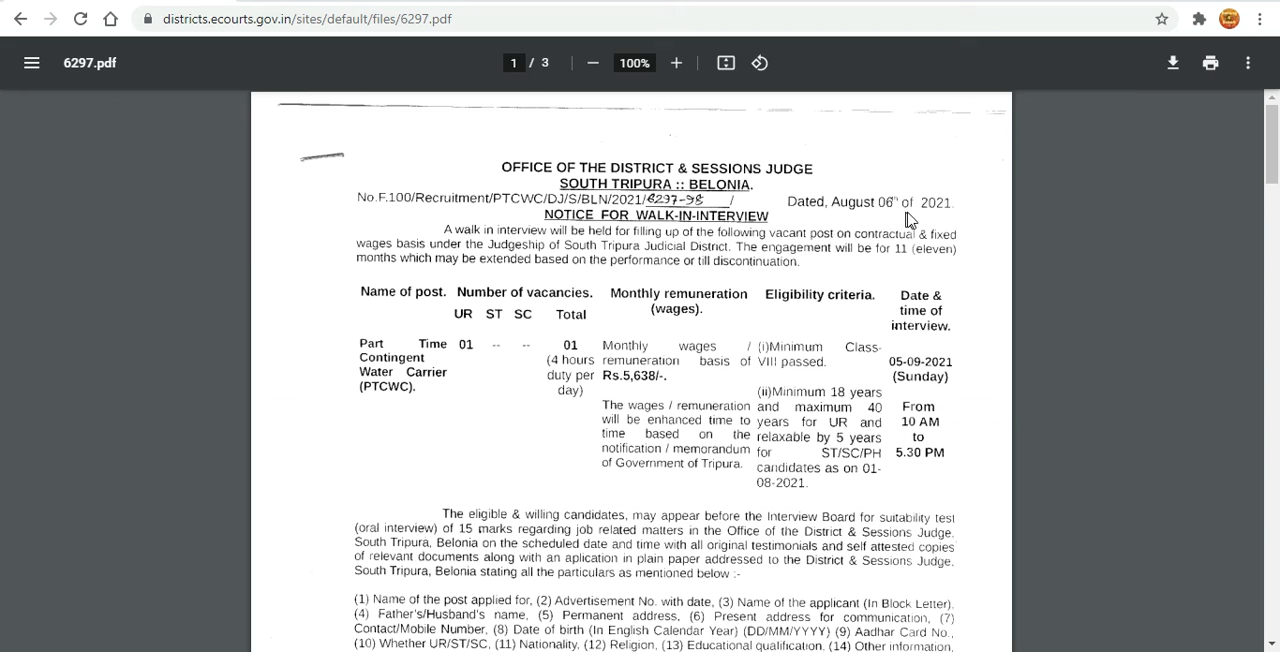 districts.ecourts.gov.in/sites/default/files/6297.pdf
6297.pdf
1 / 3
100%
OFFICE OF THE DISTRICT & SESSIONS JUDGE
SOUTH TRIPURA :: BELONIA.
No.F.100/Recruitment/PTCWC/DJ/S/BLN/2021/6297-98 / Dated, August 06th of 2021.
NOTICE FOR WALK-IN-INTERVIEW
A walk in interview will be held for filling up of the following vacant post on contractual & fixed
wages basis under the Judgeship of South Tripura Judicial District. The engagement will be for 11 (eleven)
months which may be extended based on the performance or till discontinuation.
Name of post. Number of vacancies. Monthly remuneration (wages). Eligibility criteria. Date & time of interview.
UR ST SC Total
Part Time
Contingent
Water Carrier
(PTCWC).
01 -- -- 01
(4 hours
duty per
day)
Monthly wages /
remuneration basis of
Rs.5,638/-.
The wages / remuneration
will be enhanced time to
time based on the
notification / memorandum
of Government of Tripura.
(i)Minimum Class-
VIII passed.
(ii)Minimum 18 years
and maximum 40
years for UR and
relaxable by 5 years
for ST/SC/PH
candidates as on 01-
08-2021.
05-09-2021
(Sunday)
From
10 AM
to
5.30 PM
The eligible & willing candidates, may appear before the Interview Board for suitability test
(oral interview) of 15 marks regarding job related matters in the Office of the District & Sessions Judge.
South Tripura, Belonia on the scheduled date and time with all original testimonials and self attested copies
of relevant documents along with an aplication in plain paper addressed to the District & Sessions Judge.
South Tripura, Belonia stating all the particulars as mentioned below :-
(1) Name of the post applied for, (2) Advertisement No. with date, (3) Name of the applicant (In Block Letter),
(4) Father's/Husband's name, (5) Permanent address, (6) Present address for communication, (7)
Contact/Mobile Number, (8) Date of birth (In English Calendar Year) (DD/MM/YYYY) (9) Aadhar Card No.,
(10) Whether UR/ST/SC, (11) Nationality, (12) Religion, (13) Educational qualification, (14) Other information,